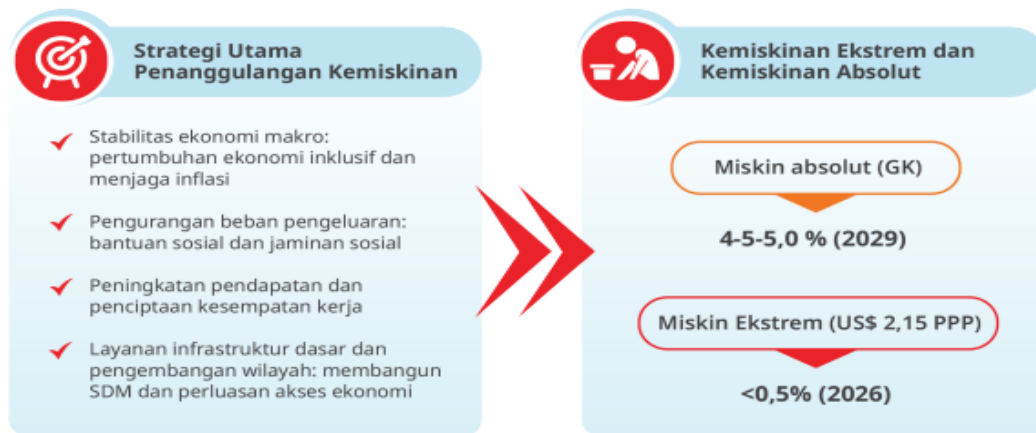 Strategi Utama
Penanggulangan Kemiskinan
Stabilitas ekonomi makro:
pertumbuhan ekonomi inklusif dan
menjaga inflasi
Pengurangan beban pengeluaran:
bantuan sosial dan jaminan sosial
Peningkatan pendapatan dan
penciptaan kesempatan kerja
Layanan infrastruktur dasar dan
pengembangan wilayah: membangun
SDM dan perluasan akses ekonomi
Kemiskinan Ekstrem dan
Kemiskinan Absolut
Miskin absolut (GK)
4-5-5,0 % (2029)
Miskin Ekstrem (US$ 2,15 PPP)
<0,5% (2026)